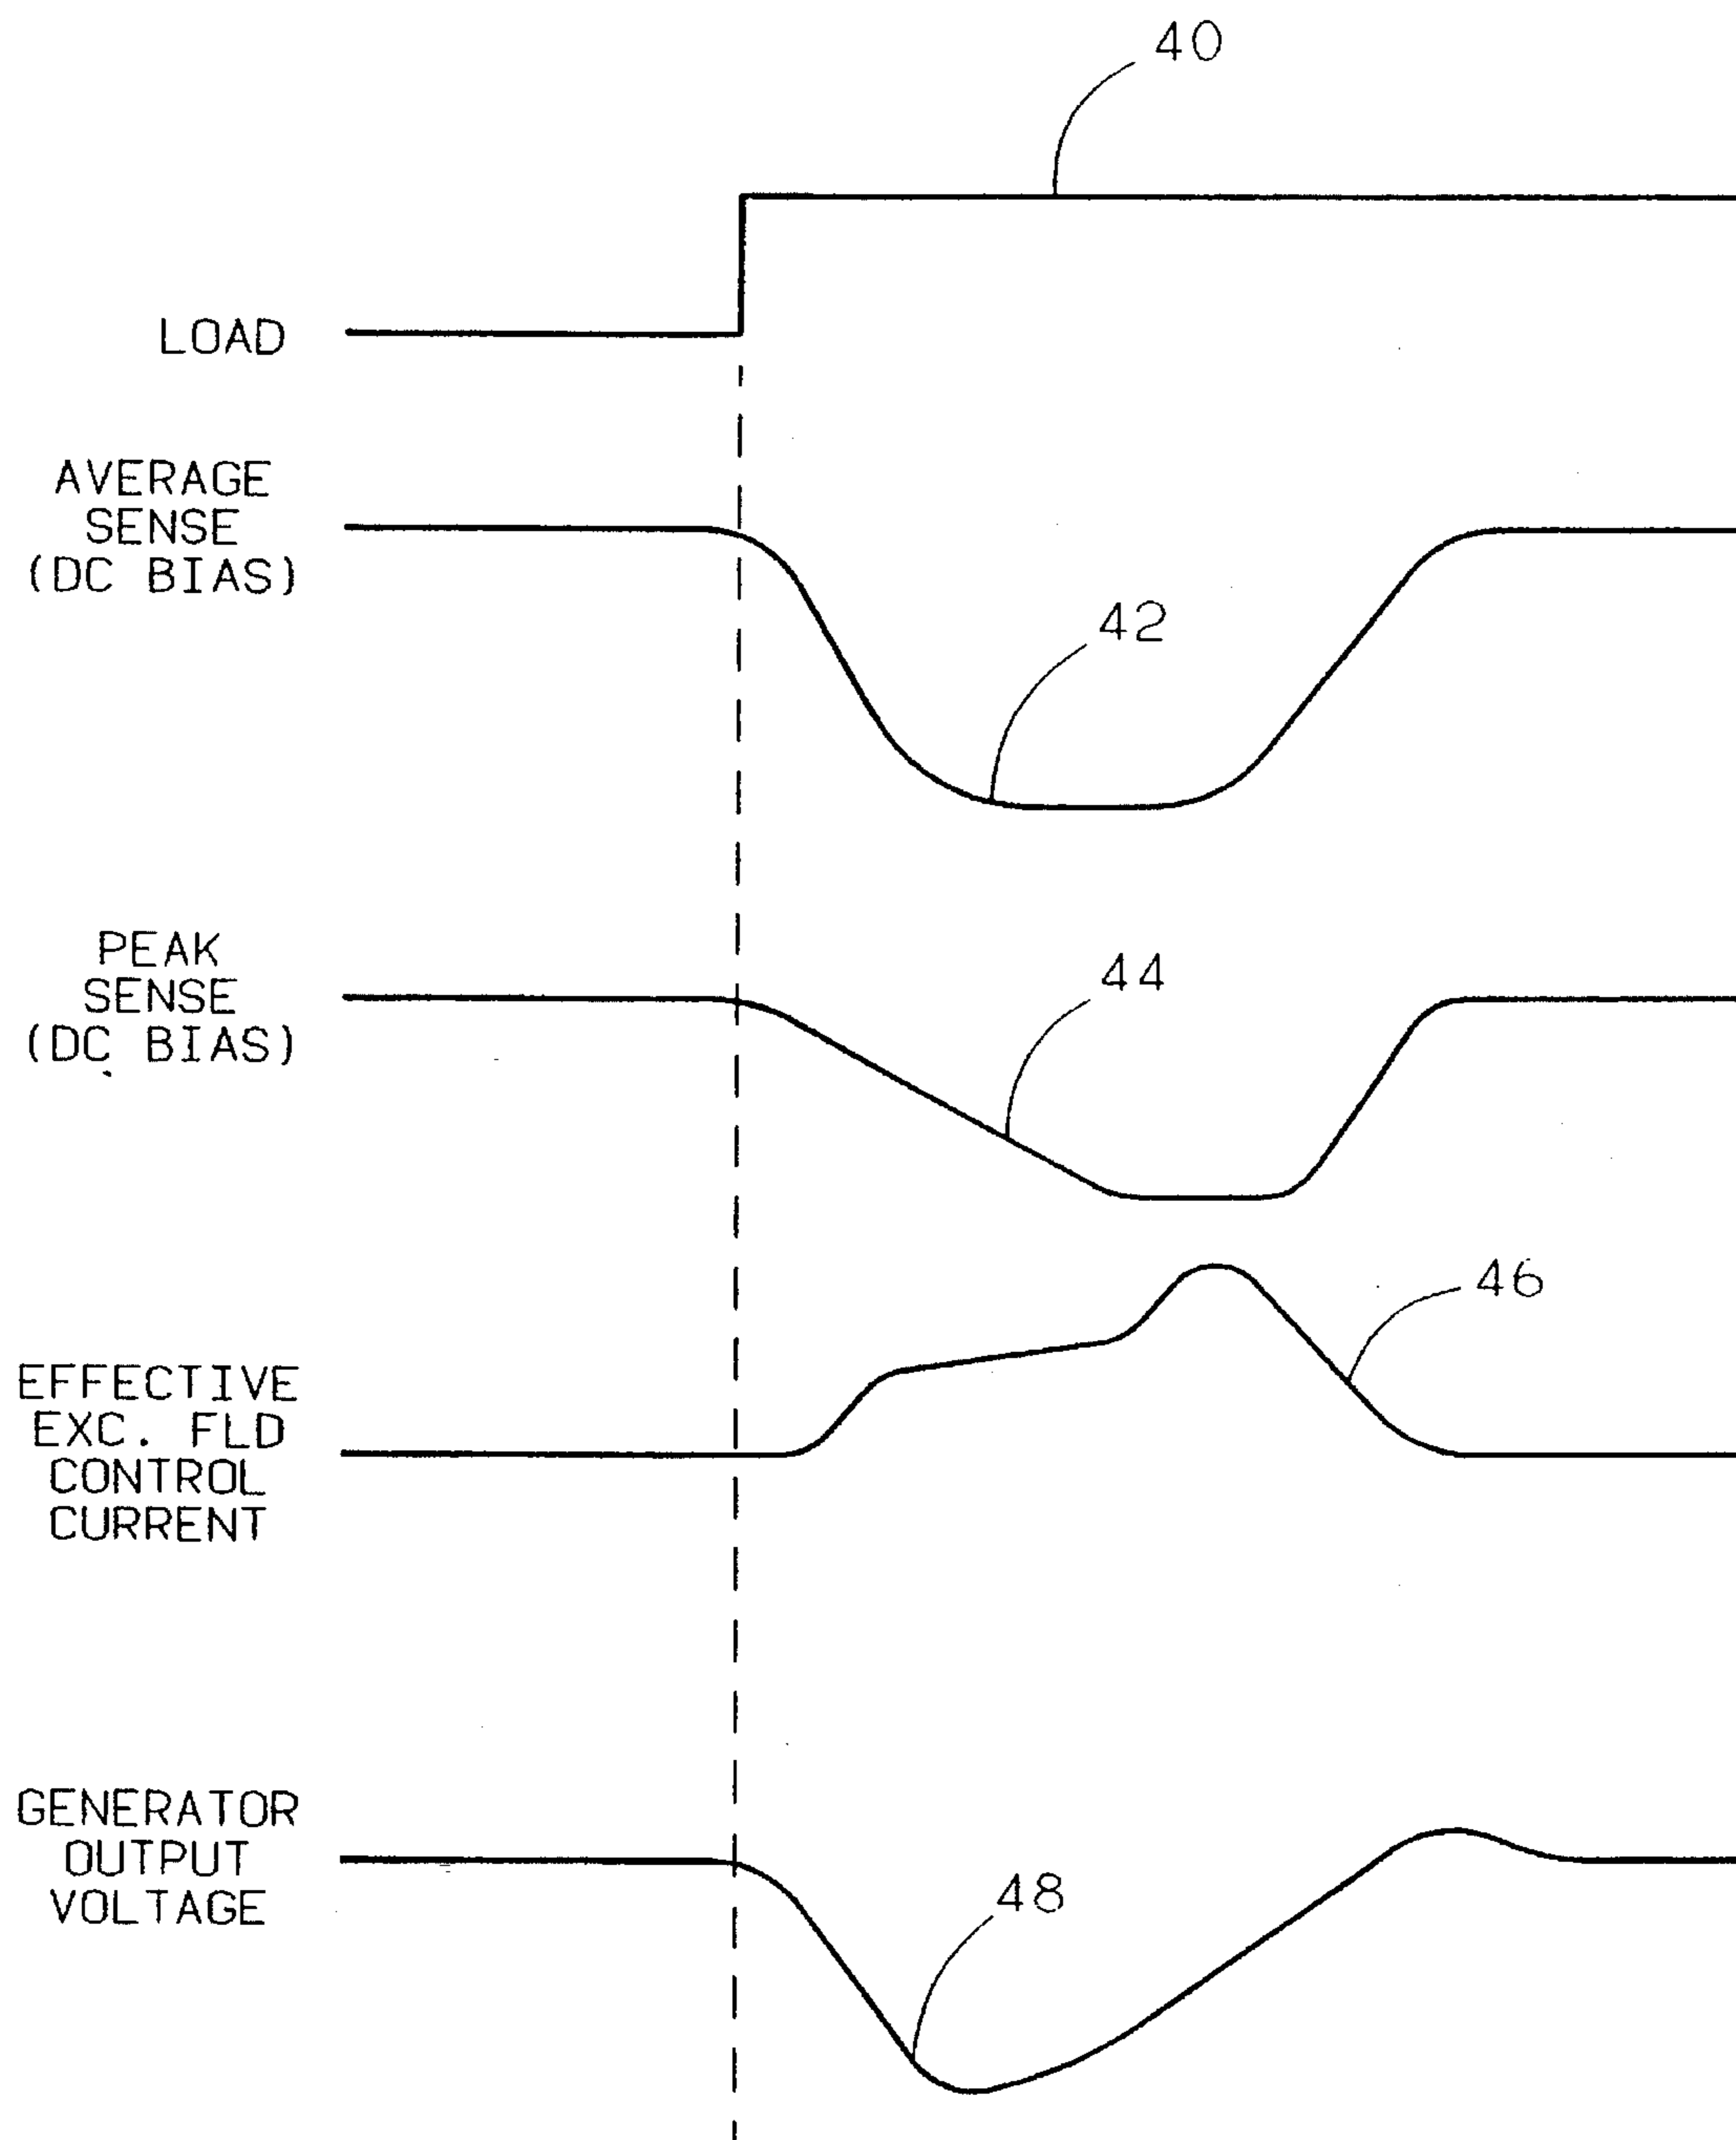 40
LOAD
AVERAGE
SENSE
(DC BIAS)
42
PEAK
SENSE
(DC BIAS)
44
46
EFFECTIVE
EXC. FLD
CONTROL
CURRENT
GENERATOR
OUTPUT
VOLTAGE
48